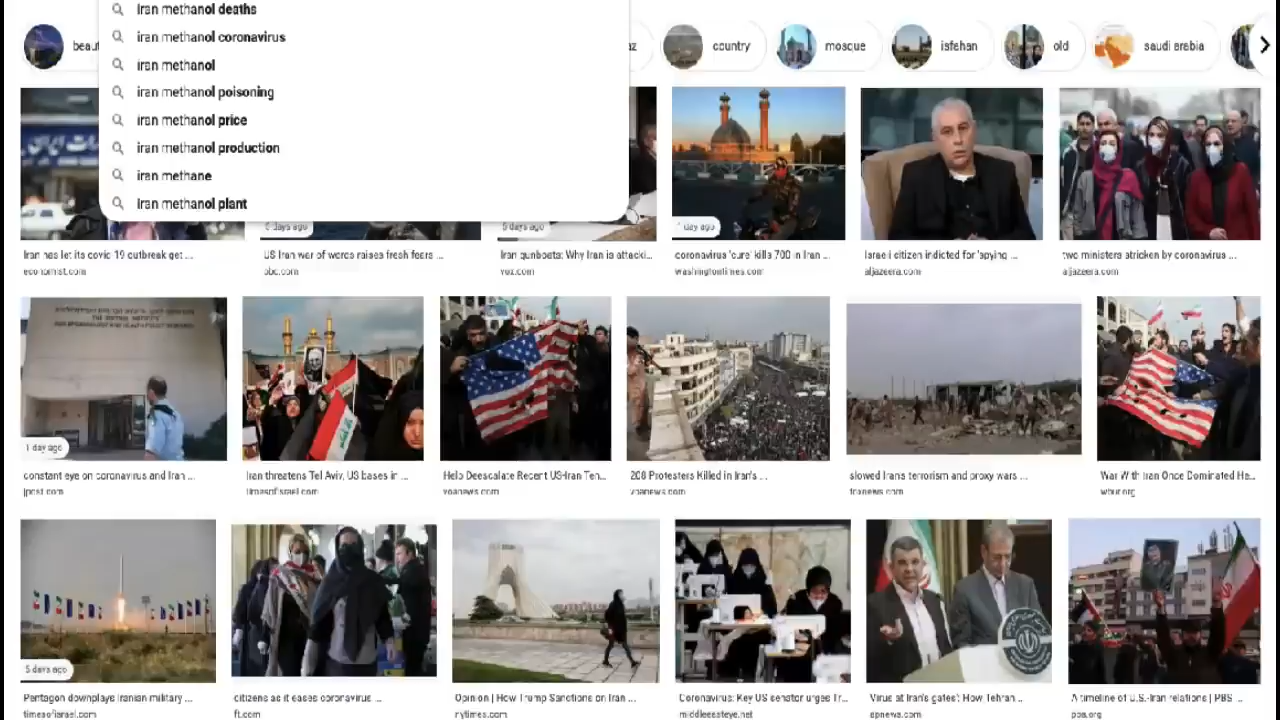 iran methanol deaths
iran methanol coronavirus
iran methanol
iran methanol poisoning
iran methanol price
iran methanol production
iran methane
iran methanol plant
country
mosque
isfahan
old
saudi arabia
5 days ago
1 day ago
Iran has let its covid-19 outbreak get ...
economist.com
US Iran war of words raises fresh fears ...
bbc.com
Iran gunboats: Why Iran is attacki...
vox.com
coronavirus 'cure' kills 700 in Iran ...
washingtontimes.com
Israeli citizen indicted for 'spying ...
aljazeera.com
two ministers stricken by coronavirus ...
aljazeera.com
1 day ago
constant eye on coronavirus and Iran ...
jpost.com
Iran threatens Tel Aviv, US bases in ...
timesofisrael.com
Help Deescalate Recent US-Iran Ten...
voanews.com
208 Protesters Killed in Iran's ...
voanews.com
slowed Iran's terrorism and proxy wars ...
foxnews.com
War With Iran Once Dominated He...
wbur.org
5 days ago
Pentagon downplays Iranian military ...
timesofisrael.com
citizens as it eases coronavirus ...
ft.com
Opinion | How Trump Sanctions on Iran ...
nytimes.com
Coronavirus: Key US senator urges Tr...
middleeasteye.net
Virus at Iran's gates': How Tehran ...
apnews.com
A timeline of U.S.-Iran relations | PBS ...
pbs.org